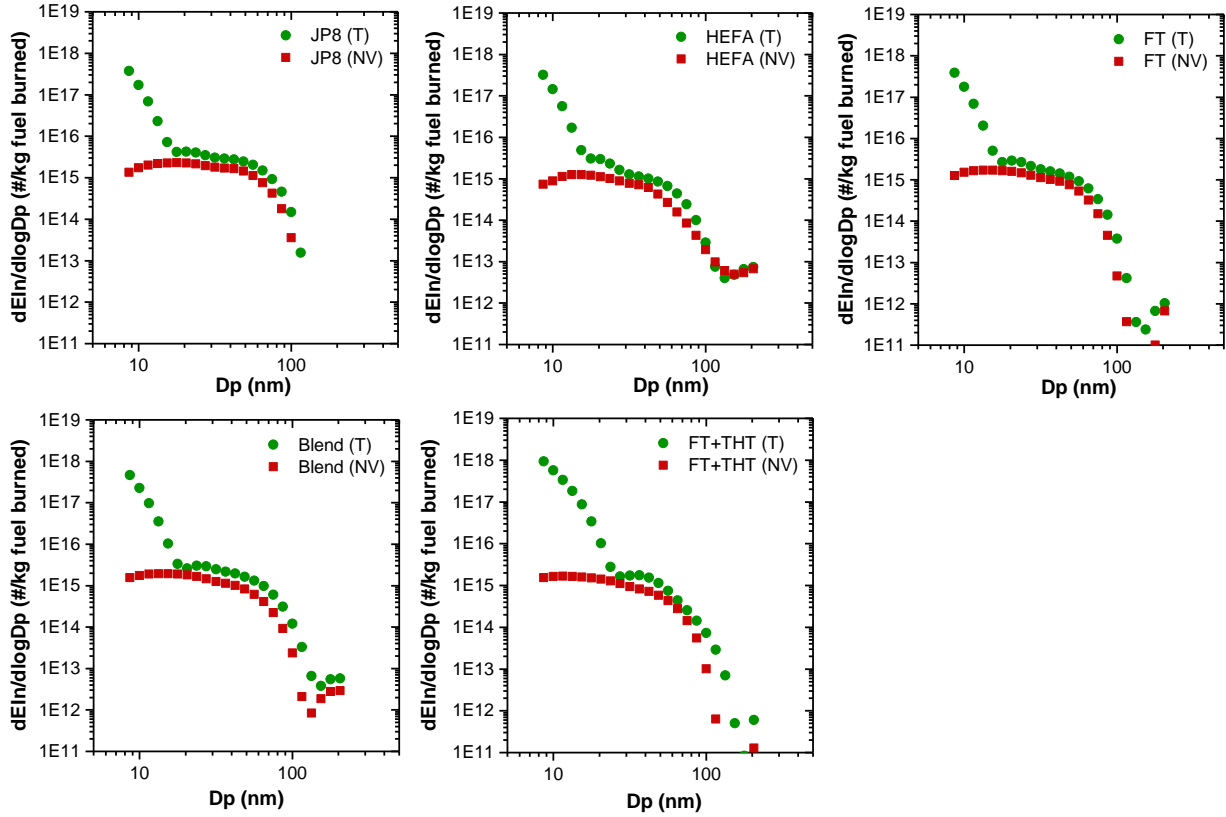 1E19
1E18
1E17
1E16
1E15
1E14
1E13
1E12
1E11
dEIn/dlogDp (#/kg fuel burned)
JP8 (T)
JP8 (NV)
10
100
Dp (nm)
1E19
1E18
1E17
1E16
1E15
1E14
1E13
1E12
1E11
dEIn/dlogDp (#/kg fuel burned)
HEFA (T)
HEFA (NV)
10
100
Dp (nm)
1E19
1E18
1E17
1E16
1E15
1E14
1E13
1E12
1E11
dEIn/dlogDp (#/kg fuel burned)
FT (T)
FT (NV)
10
100
Dp (nm)
1E19
1E18
1E17
1E16
1E15
1E14
1E13
1E12
1E11
dEIn/dlogDp (#/kg fuel burned)
Blend (T)
Blend (NV)
10
100
Dp (nm)
1E19
1E18
1E17
1E16
1E15
1E14
1E13
1E12
1E11
dEIn/dlogDp (#/kg fuel burned)
FT+THT (T)
FT+THT (NV)
10
100
Dp (nm)